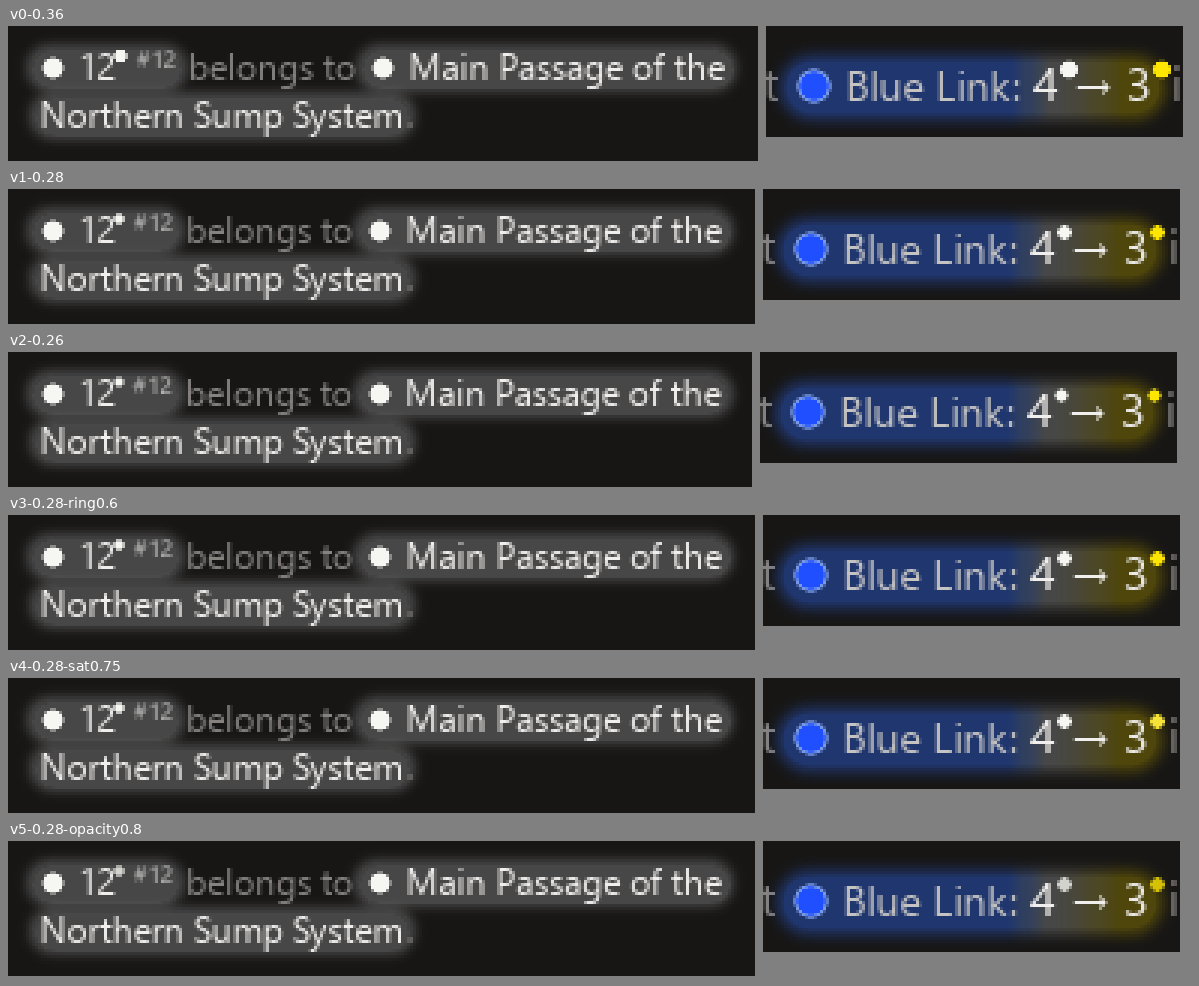 v0-0.36
12 #12 belongs to Main Passage of the
Northern Sump System.
t Blue Link: 4 → 3 i
v1-0.28
12 #12 belongs to Main Passage of the
Northern Sump System.
t Blue Link: 4 → 3 i
v2-0.26
12 #12 belongs to Main Passage of the
Northern Sump System.
t Blue Link: 4 → 3 i
v3-0.28-ring0.6
12 #12 belongs to Main Passage of the
Northern Sump System.
t Blue Link: 4 → 3 i
v4-0.28-sat0.75
12 #12 belongs to Main Passage of the
Northern Sump System.
t Blue Link: 4 → 3 i
v5-0.28-opacity0.8
12 #12 belongs to Main Passage of the
Northern Sump System.
t Blue Link: 4 → 3 i